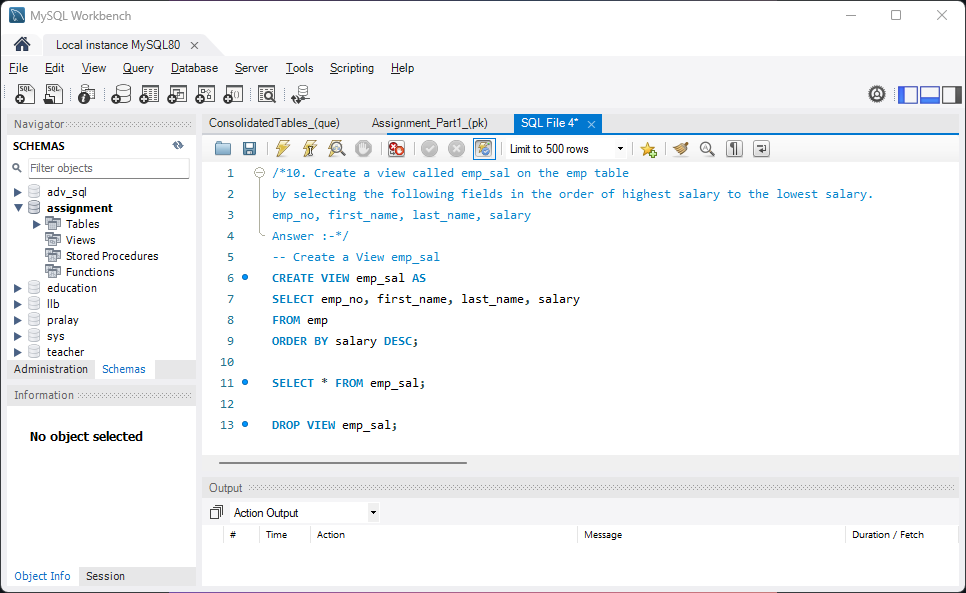 MySQL Workbench
Local instance MySQL80
File Edit View Query Database Server Tools Scripting Help
SQL SQL
Navigator
SCHEMAS
Filter objects
adv_sql
assignment
Tables
Views
Stored Procedures
Functions
education
llb
pralay
sys
teacher
Administration Schemas
Information
No object selected
Object Info Session
ConsolidatedTables_(que) Assignment_Part1_(pk) SQL File 4*
Limit to 500 rows
1 /*10. Create a view called emp_sal on the emp table
2 by selecting the following fields in the order of highest salary to the lowest salary.
3 emp_no, first_name, last_name, salary
4 Answer :-*/
5 -- Create a View emp_sal
6 CREATE VIEW emp_sal AS
7 SELECT emp_no, first_name, last_name, salary
8 FROM emp
9 ORDER BY salary DESC;
10
11 SELECT * FROM emp_sal;
12
13 DROP VIEW emp_sal;
Output
Action Output
# Time Action Message Duration / Fetch